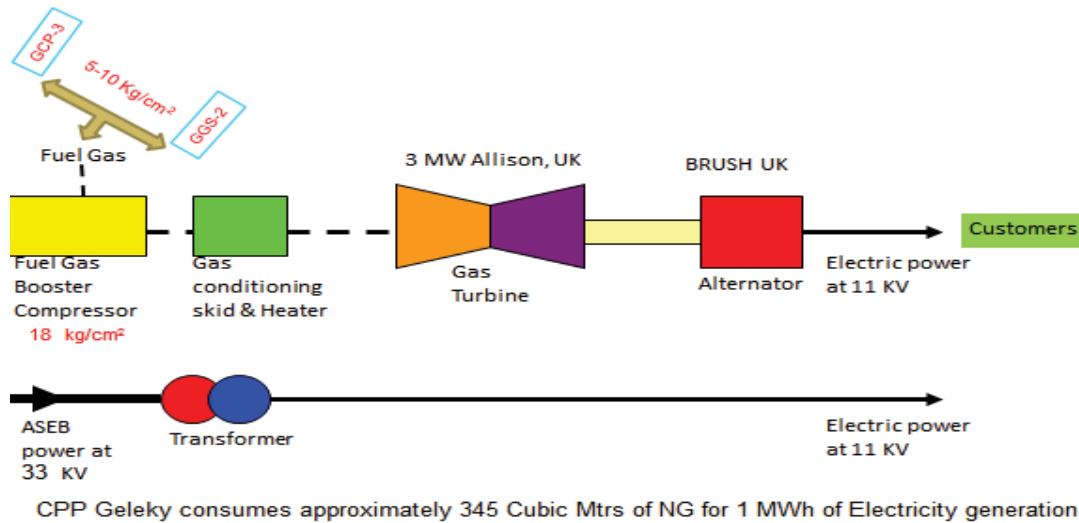 GCP-3
5-10 Kg/cm²
GGS-2
Fuel Gas
3 MW Allison, UK
BRUSH UK
Customers
Fuel Gas
Booster
Compressor
18 kg/cm²
Gas
conditioning
skid & Heater
Gas
Turbine
Alternator
Electric power
at 11 KV
ASEB
power at
33 KV
Transformer
Electric power
at 11 KV
CPP Geleky consumes approximately 345 Cubic Mtrs of NG for 1 MWh of Electricity generation